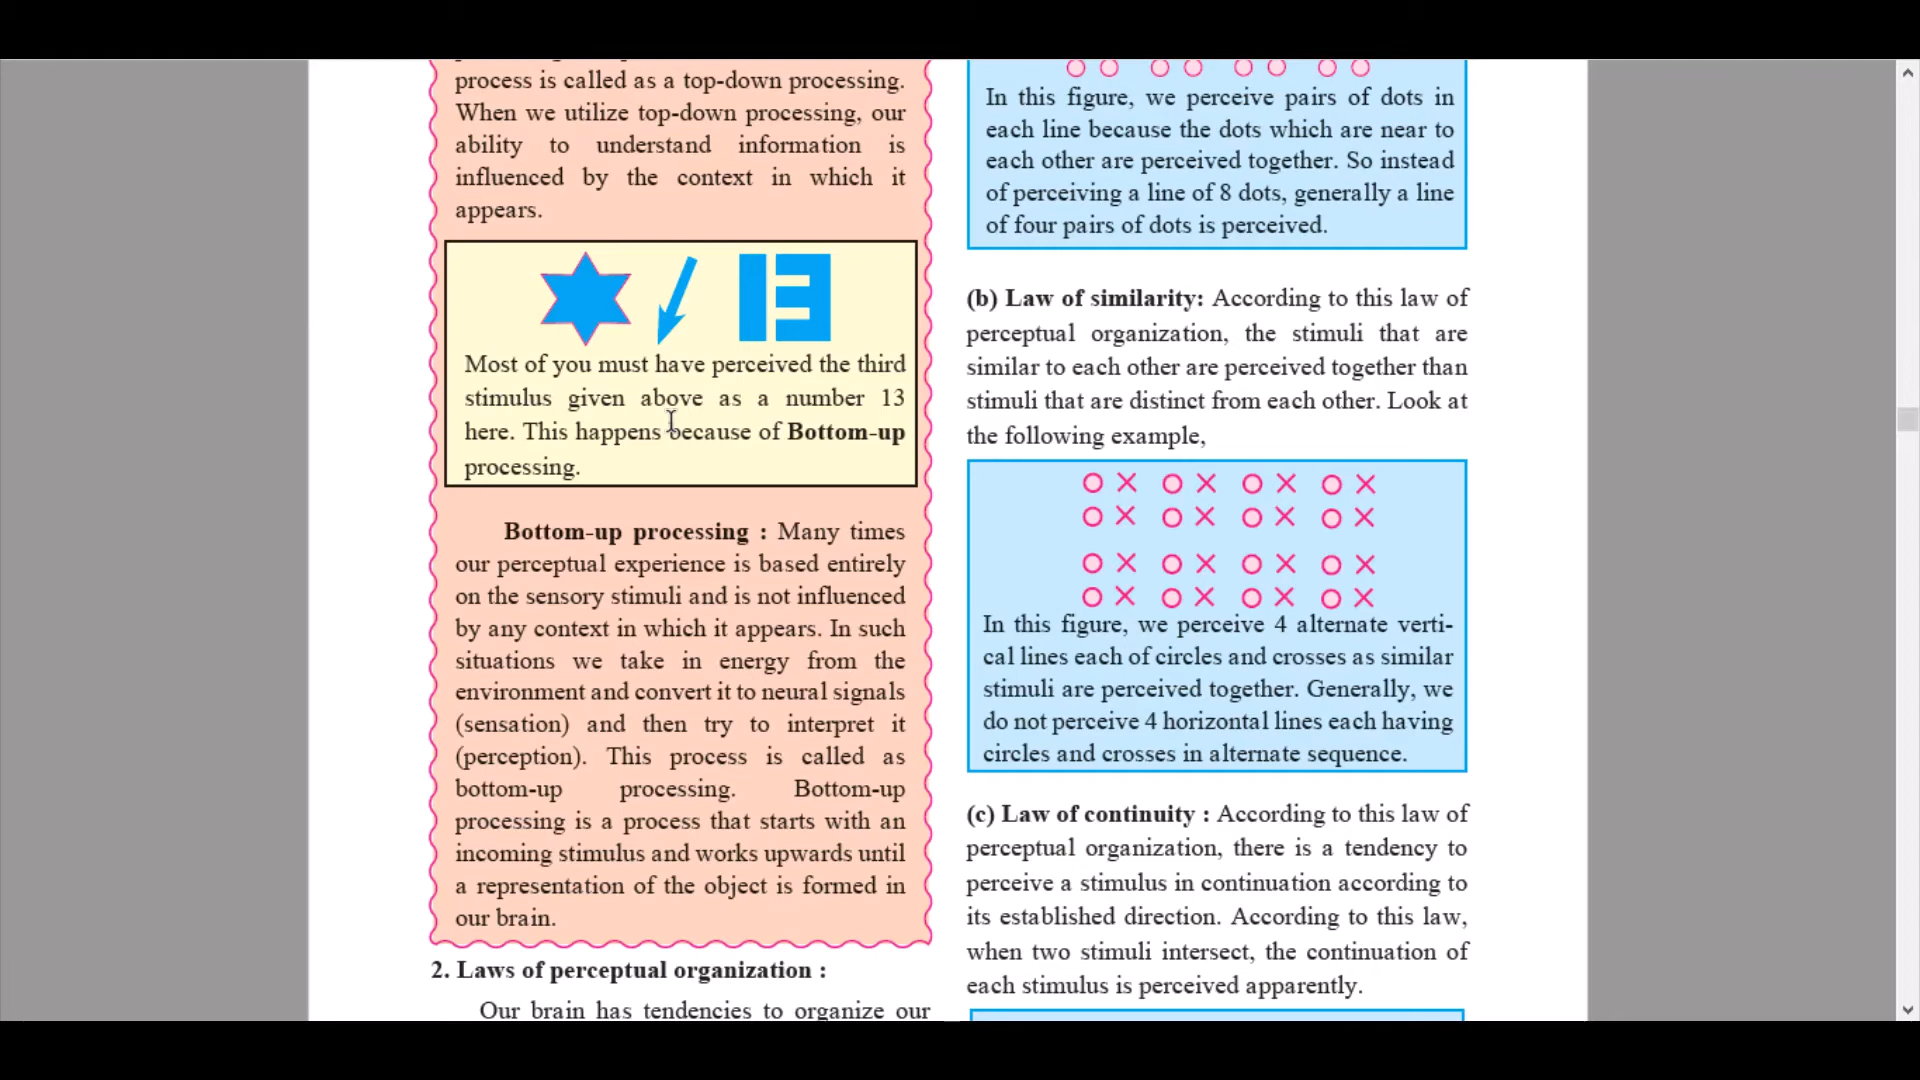 process is called as a top-down processing.
When we utilize top-down processing, our
ability to understand information is
influenced by the context in which it
appears.
13
Most of you must have perceived the third
stimulus given above as a number 13
here. This happens because of Bottom-up
processing.
Bottom-up processing : Many times
our perceptual experience is based entirely
on the sensory stimuli and is not influenced
by any context in which it appears. In such
situations we take in energy from the
environment and convert it to neural signals
(sensation) and then try to interpret it
(perception). This process is called as
bottom-up processing. Bottom-up
processing is a process that starts with an
incoming stimulus and works upwards until
a representation of the object is formed in
our brain.
2. Laws of perceptual organization :
Our brain has tendencies to organize our
In this figure, we perceive pairs of dots in
each line because the dots which are near to
each other are perceived together. So instead
of perceiving a line of 8 dots, generally a line
of four pairs of dots is perceived.
(b) Law of similarity: According to this law of
perceptual organization, the stimuli that are
similar to each other are perceived together than
stimuli that are distinct from each other. Look at
the following example,
In this figure, we perceive 4 alternate verti-
cal lines each of circles and crosses as similar
stimuli are perceived together. Generally, we
do not perceive 4 horizontal lines each having
circles and crosses in alternate sequence.
(c) Law of continuity : According to this law of
perceptual organization, there is a tendency to
perceive a stimulus in continuation according to
its established direction. According to this law,
when two stimuli intersect, the continuation of
each stimulus is perceived apparently.